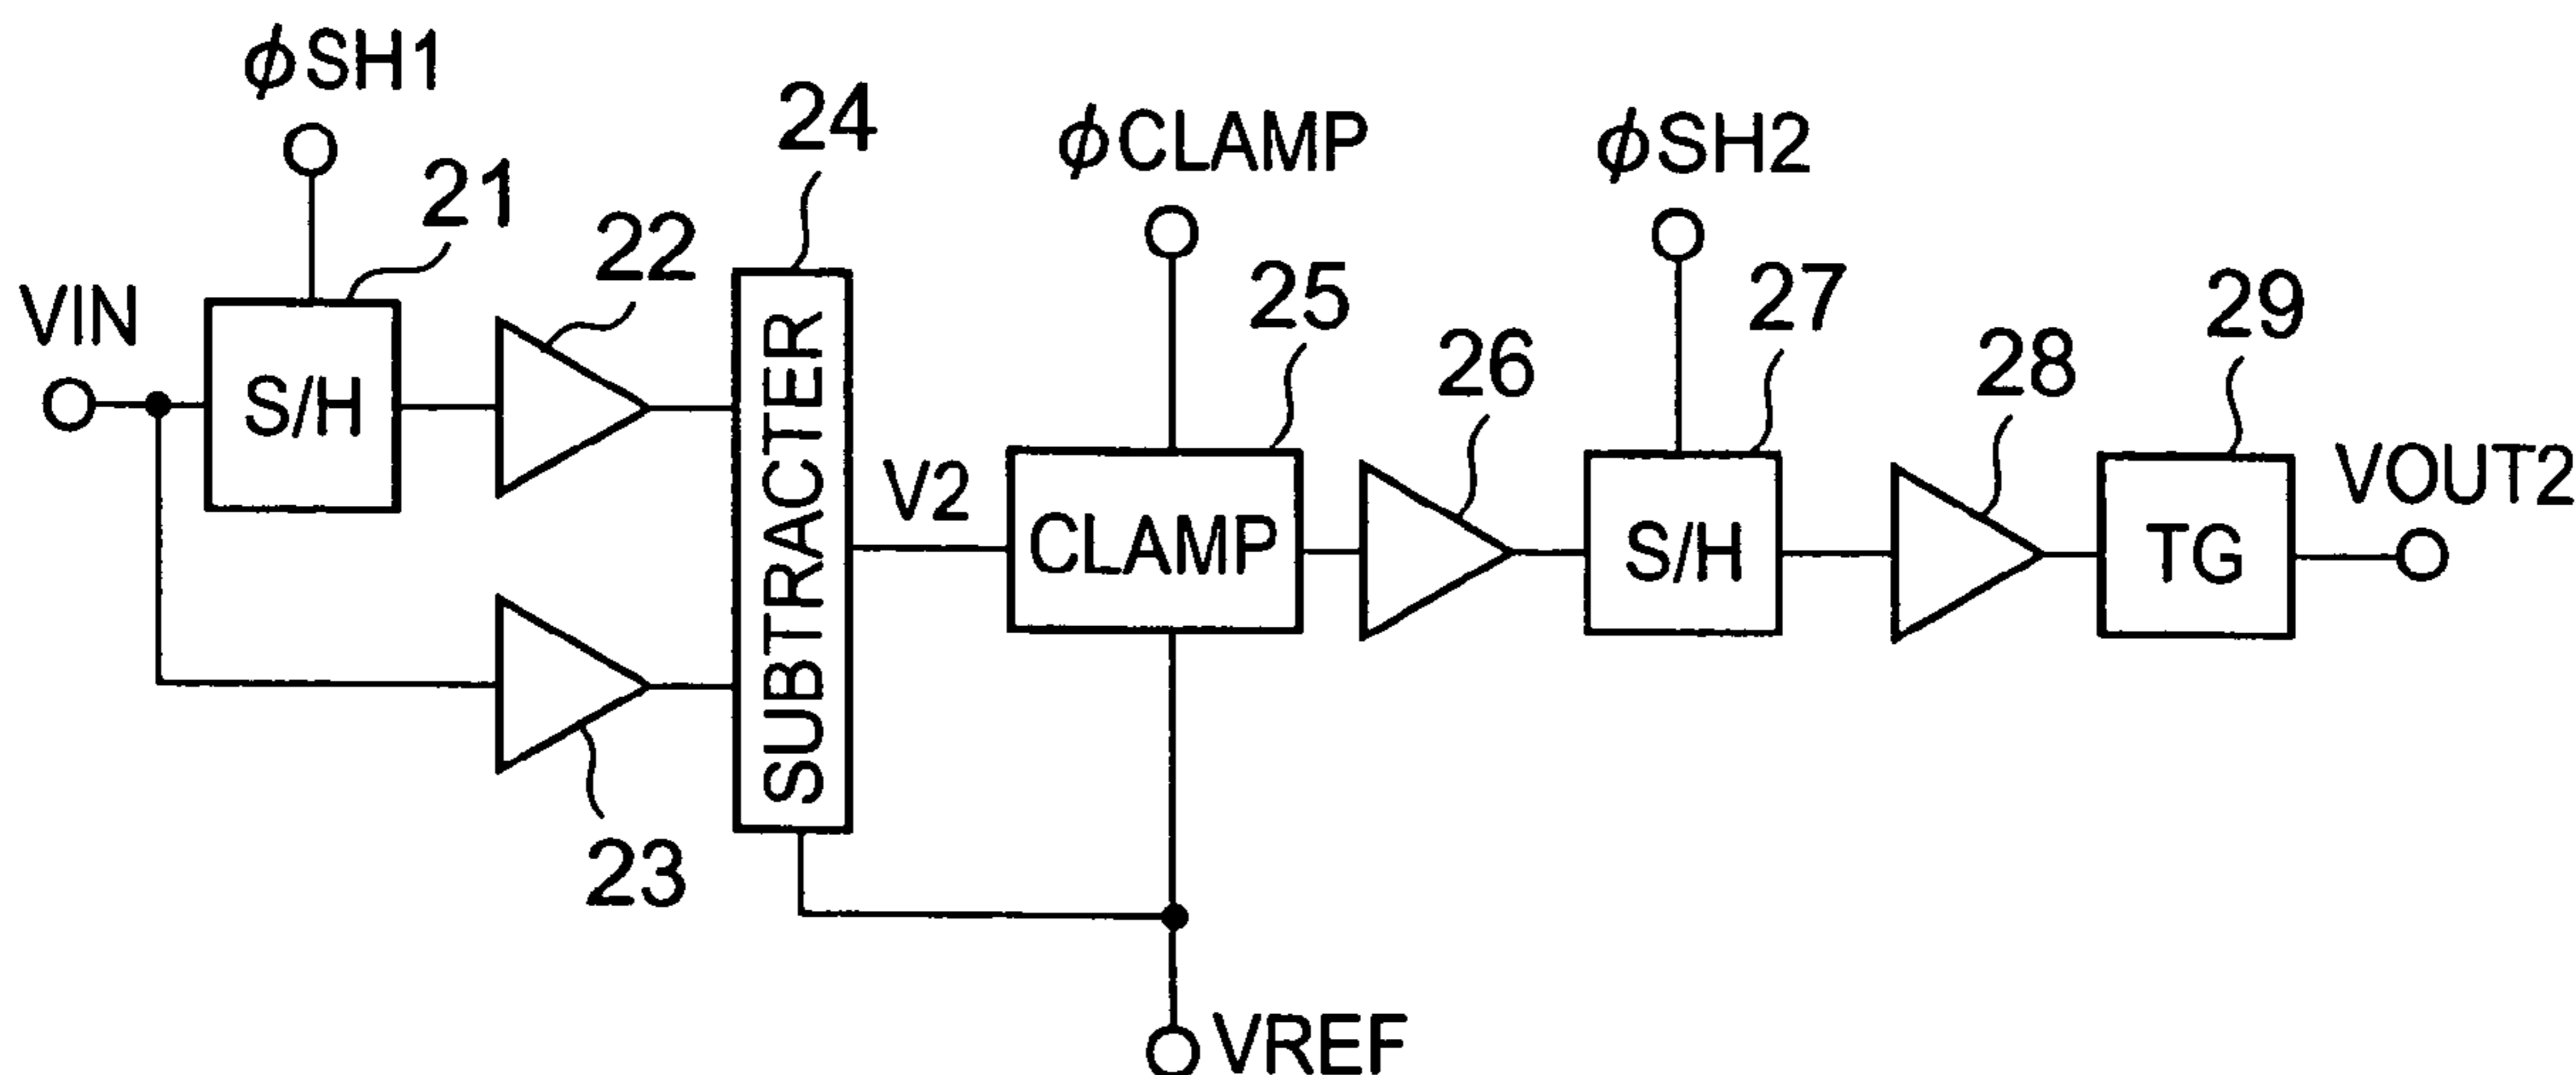 ϕSH1
21
VIN
S/H
22
23
24
SUBTRACTER
V2
ϕCLAMP
25
CLAMP
26
ϕSH2
27
S/H
28
29
TG
VOUT2
VREF